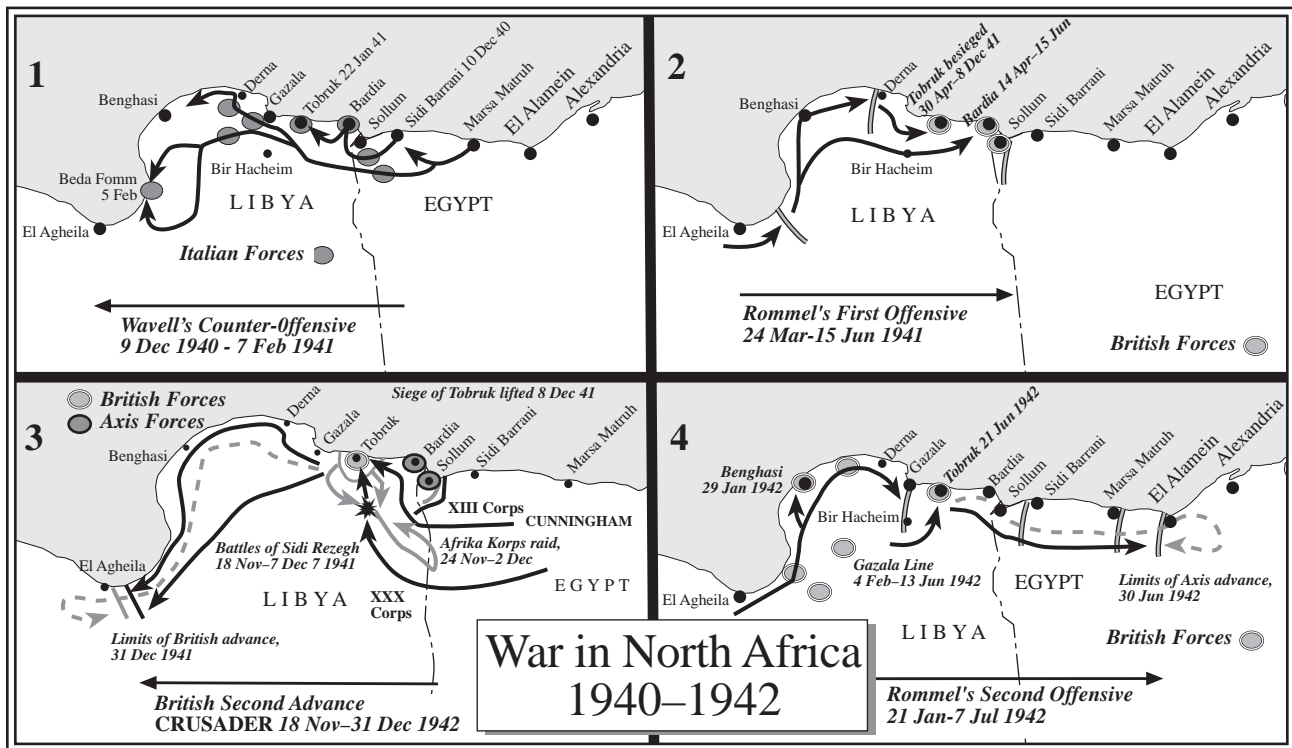 1
Derna
Gazala
Tobruk 22 Jan 41
Bardia
Sollum
Sidi Barrani 10 Dec 40
Marsa Matruh
El Alamein
Alexandria
Benghasi
Bir Hacheim
Beda Fomm
5 Feb
LIBYA
EGYPT
El Agheila
Italian Forces
Wavell's Counter-Offensive
9 Dec 1940 - 7 Feb 1941
2
Derna
Tobruk besieged
30 Apr–8 Dec 41
Bardia 14 Apr–15 Jun
Sollum
Sidi Barrani
Marsa Matruh
El Alamein
Alexandria
Benghasi
Bir Hacheim
LIBYA
El Agheila
EGYPT
Rommel's First Offensive
24 Mar-15 Jun 1941
British Forces
3
British Forces
Axis Forces
Siege of Tobruk lifted 8 Dec 41
Derna
Gazala
Tobruk
Bardia
Sollum
Sidi Barrani
Marsa Matruh
Benghasi
XIII Corps
CUNNINGHAM
Battles of Sidi Rezegh
18 Nov–7 Dec 7 1941
Afrika Korps raid,
24 Nov–2 Dec
El Agheila
LIBYA
EGYPT
XXX
Corps
Limits of British advance,
31 Dec 1941
British Second Advance
CRUSADER 18 Nov–31 Dec 1942
4
Derna
Gazala
Tobruk 21 Jun 1942
Bardia
Sollum
Sidi Barrani
Marsa Matruh
El Alamein
Alexandria
Benghasi
29 Jan 1942
Bir Hacheim
Gazala Line
4 Feb–13 Jun 1942
EGYPT
Limits of Axis advance,
30 Jun 1942
El Agheila
LIBYA
British Forces
Rommel's Second Offensive
21 Jan-7 Jul 1942
War in North Africa
1940–1942